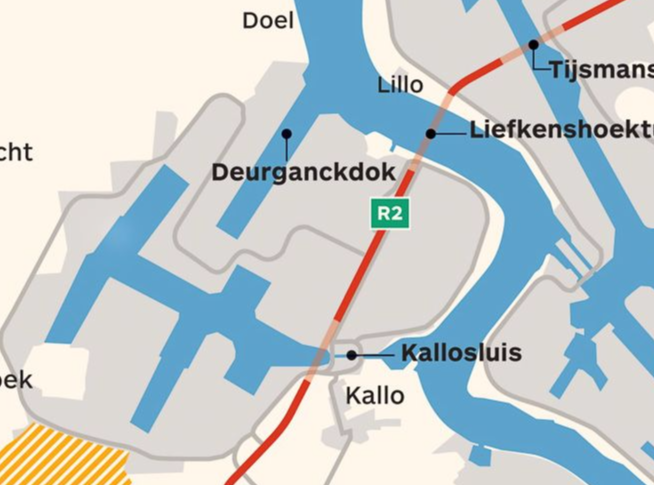 Doel
Tijsmans
Lillo
Liefkenshoekt
cht
Deurganckdok
R2
Kallosluis
oek
Kallo